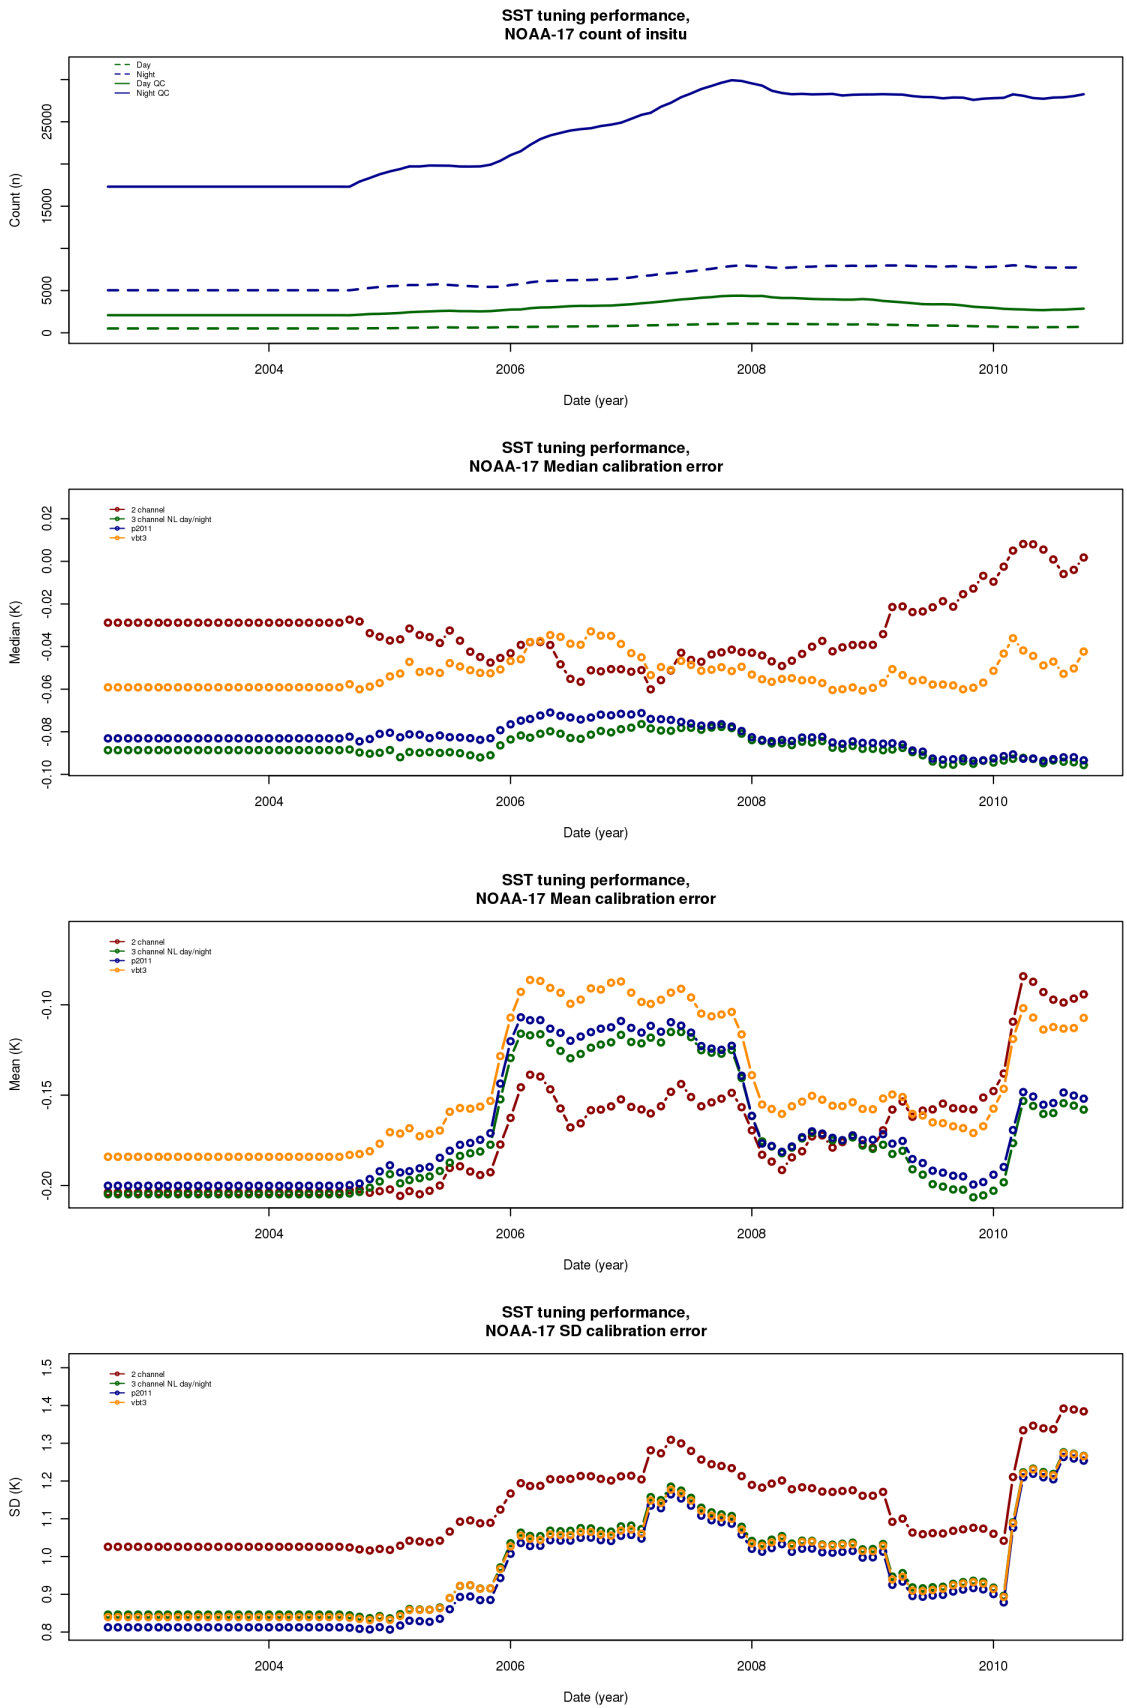 SST tuning performance,
NOAA-17 count of insitu
Day
Night
Day QC
Night QC
Count (n)
0
5000
15000
25000
2004
2006
2008
2010
Date (year)
SST tuning performance,
NOAA-17 Median calibration error
2 channel
3 channel NL day/night
p2011
vbt3
Median (K)
0.02
0.00
-0.02
-0.04
-0.06
-0.08
-0.10
2004
2006
2008
2010
Date (year)
SST tuning performance,
NOAA-17 Mean calibration error
2 channel
3 channel NL day/night
p2011
vbt3
Mean (K)
-0.10
-0.15
-0.20
2004
2006
2008
2010
Date (year)
SST tuning performance,
NOAA-17 SD calibration error
2 channel
3 channel NL day/night
p2011
vbt3
SD (K)
1.5
1.4
1.3
1.2
1.1
1.0
0.9
0.8
2004
2006
2008
2010
Date (year)